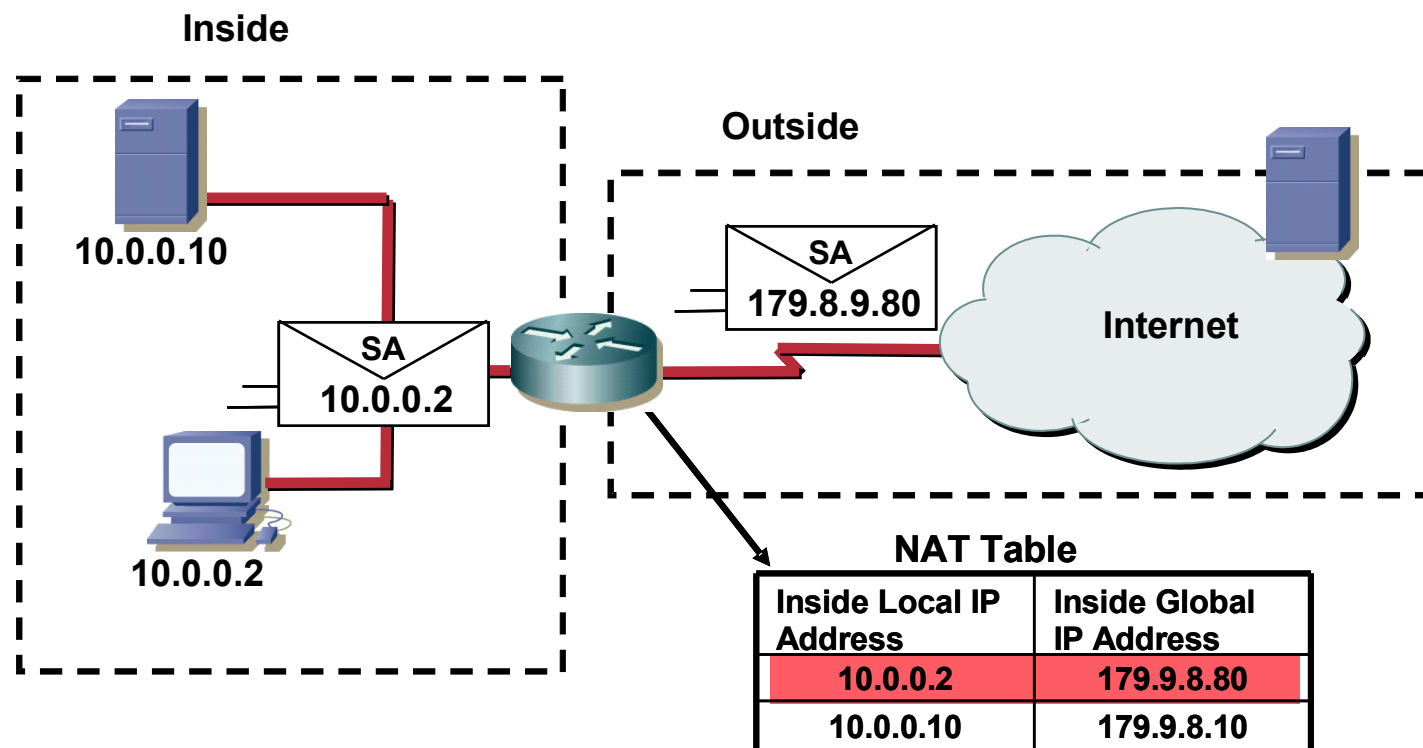 Inside
Outside
10.0.0.10
SA
179.8.9.80
Internet
SA
10.0.0.2
10.0.0.2
NAT Table
Inside Local IP
Address
Inside Global
IP Address
10.0.0.2
179.9.8.80
10.0.0.10
179.9.8.10